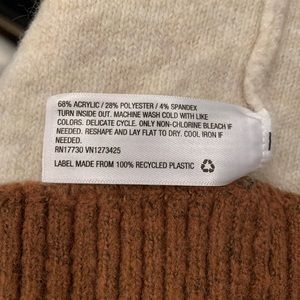 68% ACRYLIC / 28% POLYESTER / 4% SPANDEX
TURN INSIDE OUT. MACHINE WASH COLD WITH LIKE
COLORS. DELICATE CYCLE. ONLY NON-CHLORINE BLEACH IF
NEEDED. RESHAPE AND LAY FLAT TO DRY. COOL IRON IF
NEEDED.
RN17730 VN1273425
LABEL MADE FROM 100% RECYCLED PLASTIC